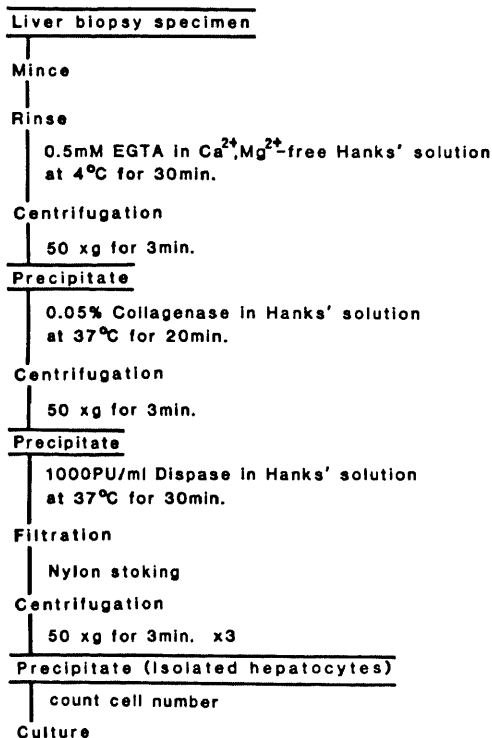 Liver biopsy specimen
Mince
Rinse
0.5mM EGTA in Ca2+,Mg2+-free Hanks' solution
at 4°C for 30min.
Centrifugation
50 xg for 3min.
Precipitate
0.05% Collagenase in Hanks' solution
at 37°C for 20min.
Centrifugation
50 xg for 3min.
Precipitate
1000PU/ml Dispase in Hanks' solution
at 37°C for 30min.
Filtration
Nylon stoking
Centrifugation
50 xg for 3min. x3
Precipitate (Isolated hepatocytes)
count cell number
Culture